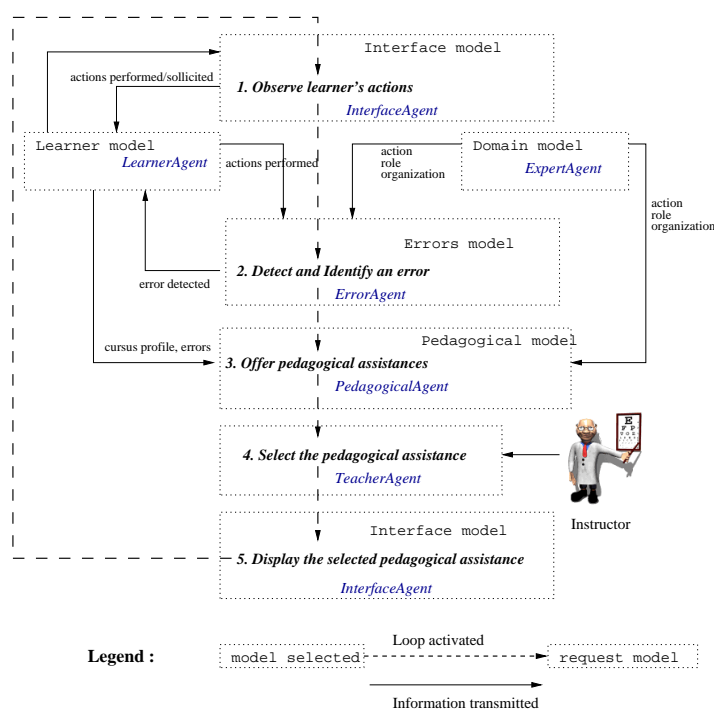 Interface model
actions performed/sollicited
1. Observe learner's actions
InterfaceAgent
Learner model
LearnerAgent
actions performed
action
role
organization
Domain model
ExpertAgent
action
role
organization
Errors model
2. Detect and Identify an error
error detected
ErrorAgent
Pedagogical model
cursus profile, errors
3. Offer pedagogical assistances
PedagogicalAgent
4. Select the pedagogical assistance
TeacherAgent
E
F P
Instructor
Interface model
5. Display the selected pedagogical assistance
InterfaceAgent
Legend :
model selected
Loop activated
request model
Information transmitted